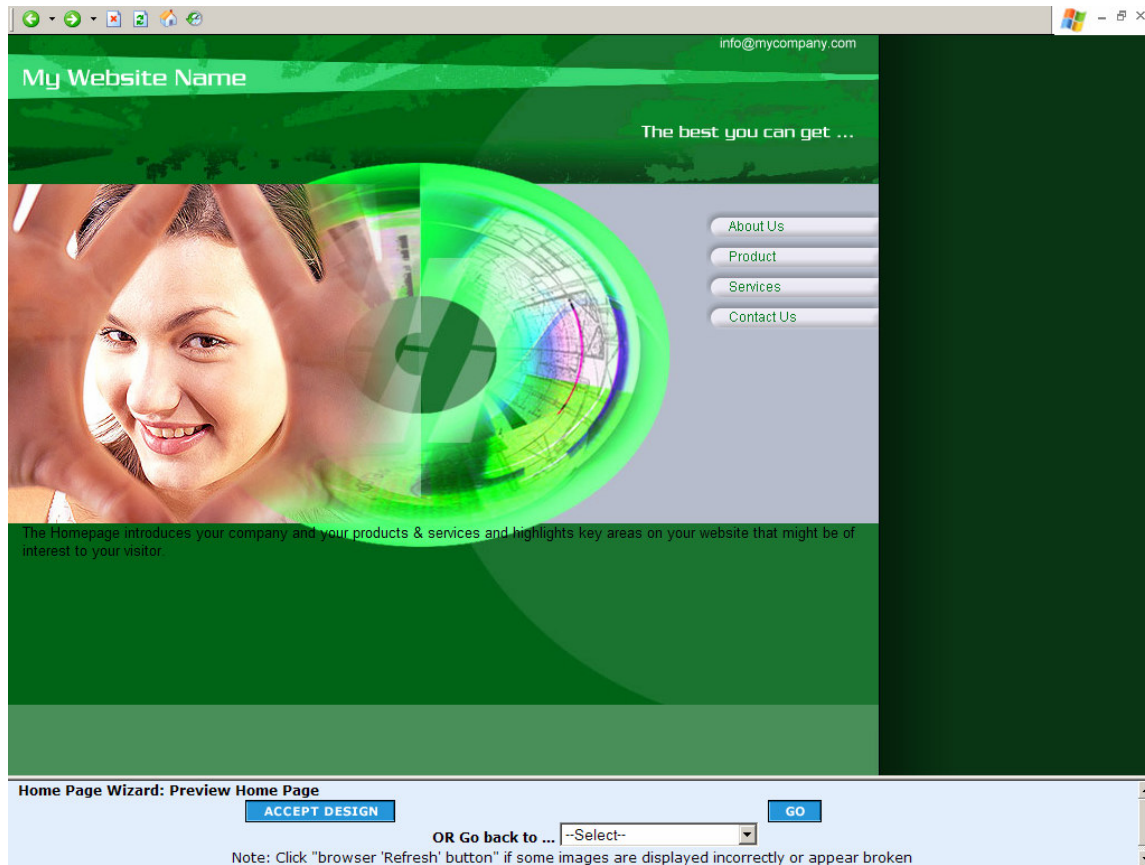 info@mycompany.com
My Website Name
The best you can get ...
About Us
Product
Services
Contact Us
The Homepage introduces your company and your products & services and highlights key areas on your website that might be of
interest to your visitor.
Home Page Wizard: Preview Home Page
ACCEPT DESIGN GO
OR Go back to ... --Select--
Note: Click "browser 'Refresh' button" if some images are displayed incorrectly or appear broken